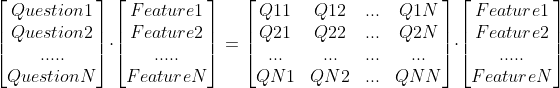 Question1 · Feature1 = Q11 Q12 ... Q1N · Feature1
Question2 Feature2 Q21 Q22 ... Q2N Feature2
..... ..... ... ... ... ... .....
QuestionN FeatureN QN1 QN2 ... QNN FeatureN